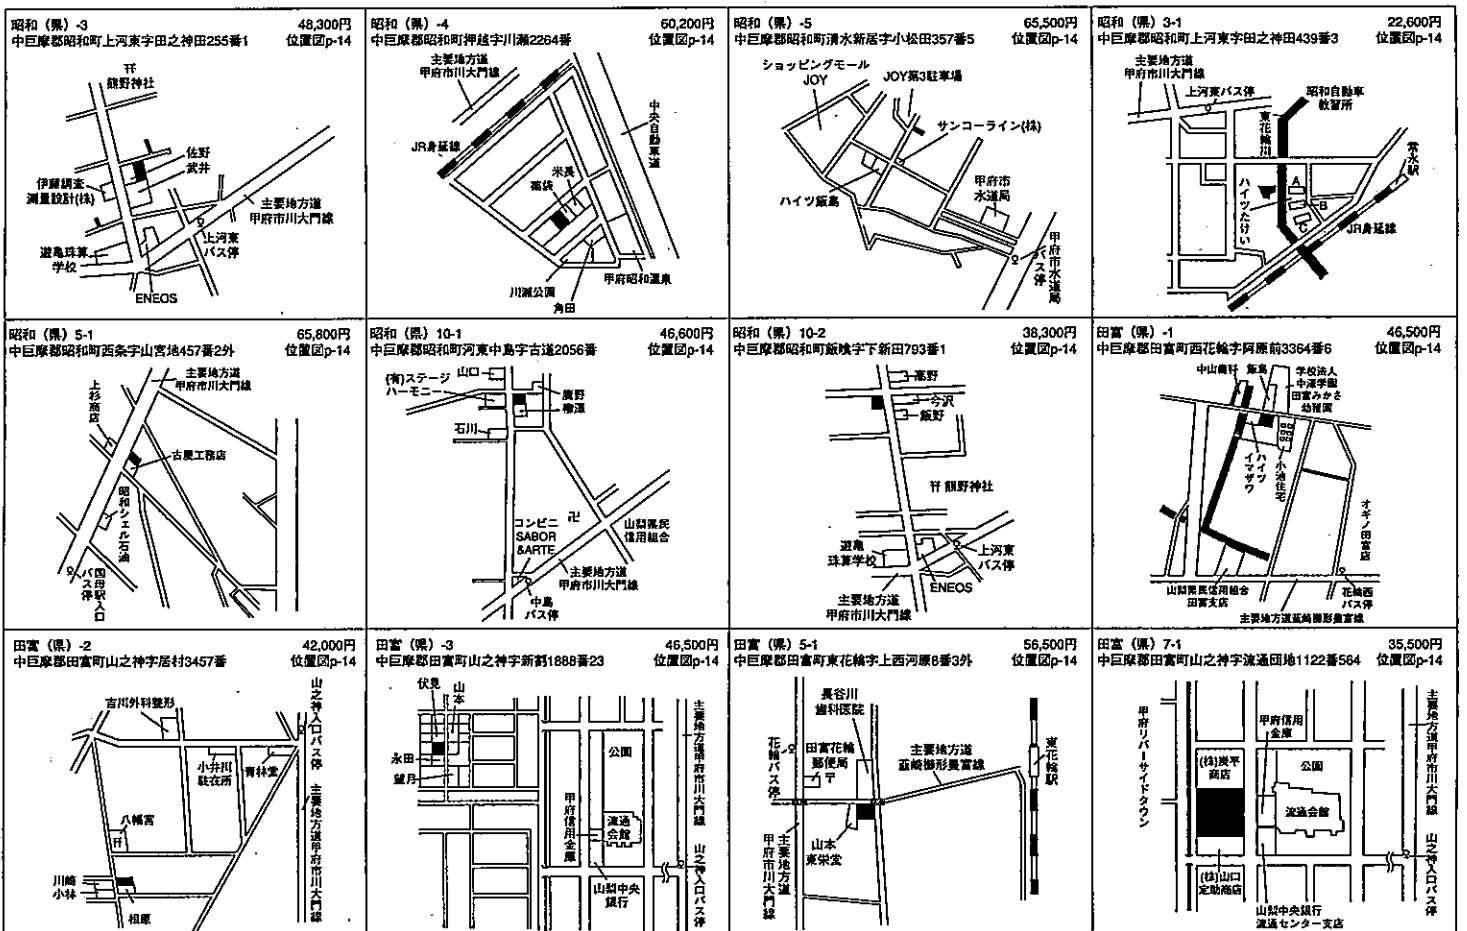 昭和（県）-3　48,300円
中巨摩郡昭和町上河東字田之神田255番1　位置図p-14
熊野神社
佐野
武井
伊藤調査
測量設計(株)
主要地方道
甲府市川大門線
上河東
バス停
遊亀珠算
学校
ENEOS
昭和（県）-4　60,200円
中巨摩郡昭和町押越字川瀬2264番　位置図p-14
主要地方道
甲府市川大門線
中央自動車道
JR身延線
米長
薬袋
川瀬公園
角田
甲府昭和温泉
昭和（県）-5　65,500円
中巨摩郡昭和町清水新居字小松田357番5　位置図p-14
ショッピングモール
JOY
JOY第3駐車場
サンコーライン(株)
ハイツ飯島
甲府市
水道局
甲府市水道局
バス停
昭和（県）3-1　22,600円
中巨摩郡昭和町上河東字田之神田439番3　位置図p-14
主要地方道
甲府市川大門線
上河東バス停
昭和自動車
教習所
東花輪川
常永駅
ハイツたけい
A
B
C
JR身延線
昭和（県）5-1　65,800円
中巨摩郡昭和町西条字山宮地457番2外　位置図p-14
主要地方道
甲府市川大門線
上杉商店
古屋工務店
昭和シェル石油
国母駅入口
バス停
昭和（県）10-1　46,600円
中巨摩郡昭和町河東中島字古道2056番　位置図p-14
山口
(有)ステージ
ハーモニー
鷹野
柳澤
石川
コンビニ
SABOR
&ARTE
卍
山梨県民
信用組合
主要地方道
甲府市川大門線
中島
バス停
昭和（県）10-2　38,300円
中巨摩郡昭和町飯喰字下新田793番1　位置図p-14
高野
今沢
飯野
熊野神社
遊亀
珠算学校
上河東
バス停
ENEOS
主要地方道
甲府市川大門線
田富（県）-1　46,500円
中巨摩郡田富町西花輪字阿原前3364番6　位置図p-14
中山歯科
飯島
学校法人
中澤学園
田富みかさ
幼稚園
ハイツ
イマザワ
小池住宅
オギノ田富店
山梨県民信用組合
田富支店
花輪西
バス停
主要地方道韮崎櫛形豊富線
田富（県）-2　42,000円
中巨摩郡田富町山之神字居村3457番　位置図p-14
吉川外科整形
山之神入口バス停
小井川
駐在所
青林堂
八幡宮
主要地方道甲府市川大門線
川崎
小林
相原
田富（県）-3　46,500円
中巨摩郡田富町山之神字新鶴1888番23　位置図p-14
伏見
山本
永田
望月
公園
甲府信用金庫
流通
会館
山梨中央
銀行
主要地方道甲府市川大門線
山之神入口バス停
田富（県）5-1　56,500円
中巨摩郡田富町東花輪字上西河原8番3外　位置図p-14
長谷川
歯科医院
花輪バス停
田富花輪
郵便局
〒
主要地方道
韮崎櫛形豊富線
東花輪駅
山本
東栄堂
主要地方道
甲府市川大門線
田富（県）7-1　35,500円
中巨摩郡田富町山之神字流通団地1122番564　位置図p-14
甲府リバーサイドタウン
甲府信用
金庫
(株)炭平
商店
公園
流通会館
(株)山口
定助商店
山梨中央銀行
流通センター支店
主要地方道甲府市川大門線
山之神入口バス停